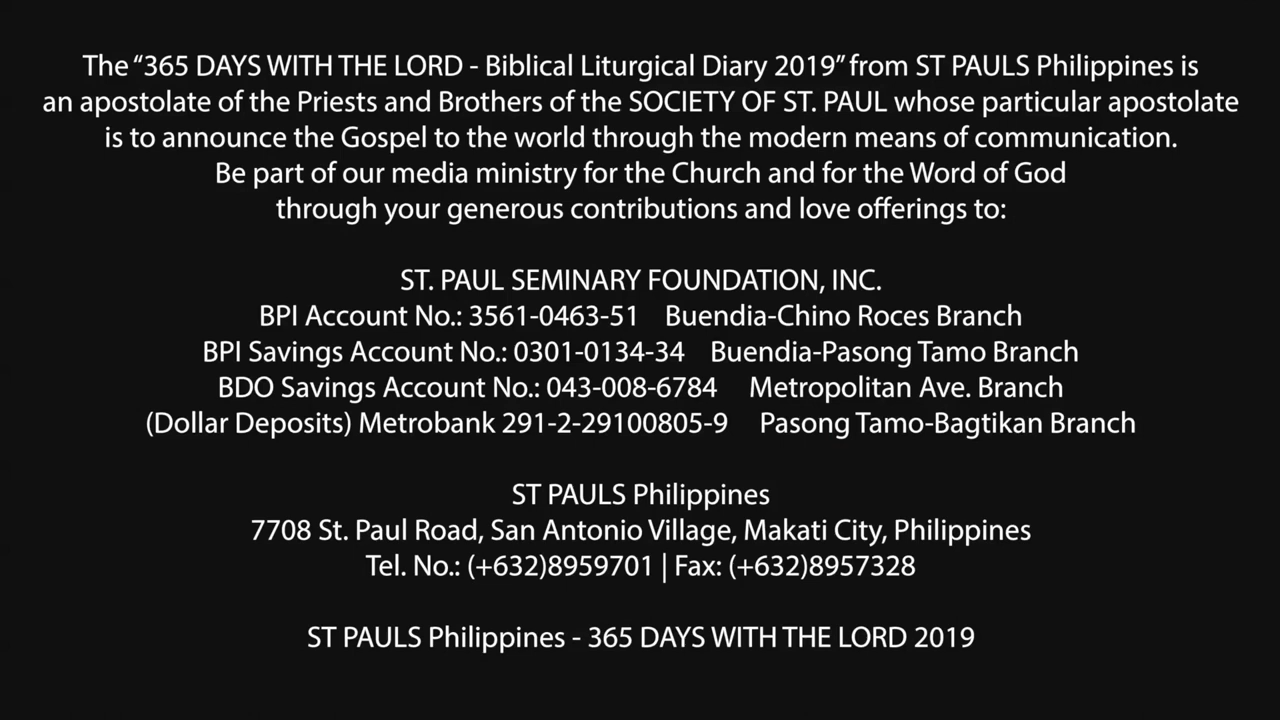 The “365 DAYS WITH THE LORD - Biblical Liturgical Diary 2019” from ST PAULS Philippines is
an apostolate of the Priests and Brothers of the SOCIETY OF ST. PAUL whose particular apostolate
is to announce the Gospel to the world through the modern means of communication.
Be part of our media ministry for the Church and for the Word of God
through your generous contributions and love offerings to:
ST. PAUL SEMINARY FOUNDATION, INC.
BPI Account No.: 3561-0463-51 Buendia-Chino Roces Branch
BPI Savings Account No.: 0301-0134-34 Buendia-Pasong Tamo Branch
BDO Savings Account No.: 043-008-6784 Metropolitan Ave. Branch
(Dollar Deposits) Metrobank 291-2-29100805-9 Pasong Tamo-Bagtikan Branch
ST PAULS Philippines
7708 St. Paul Road, San Antonio Village, Makati City, Philippines
Tel. No.: (+632)8959701 | Fax: (+632)8957328
ST PAULS Philippines - 365 DAYS WITH THE LORD 2019